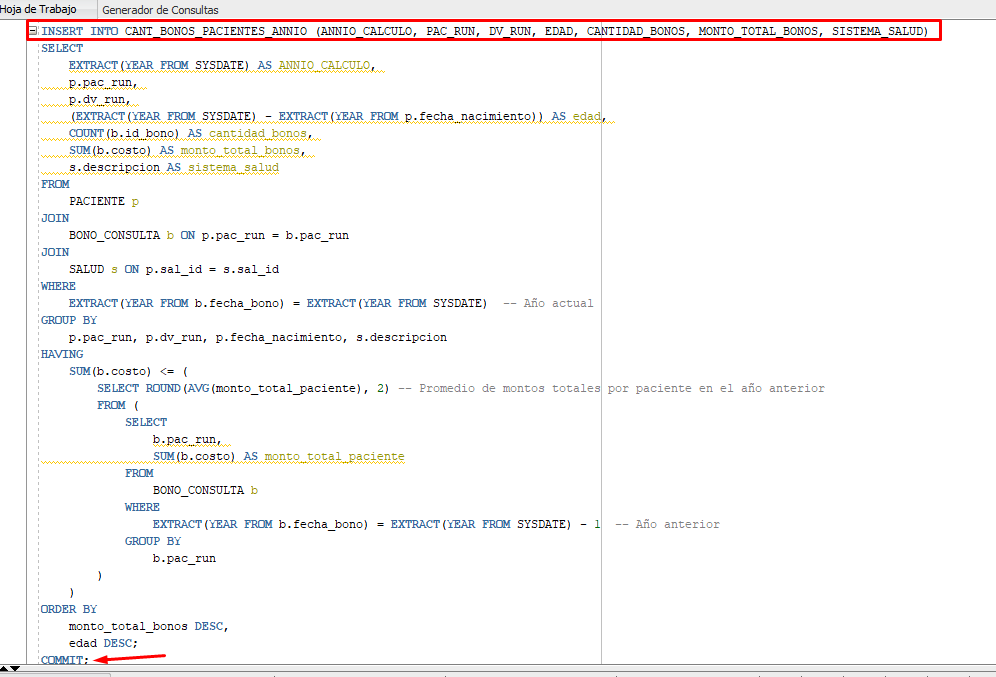 Hoja de Trabajo Generador de Consultas
INSERT INTO CANT_BONOS_PACIENTES_ANNIO (ANNIO_CALCULO, PAC_RUN, DV_RUN, EDAD, CANTIDAD_BONOS, MONTO_TOTAL_BONOS, SISTEMA_SALUD)
SELECT
EXTRACT(YEAR FROM SYSDATE) AS ANNIO_CALCULO,
p.pac_run,
p.dv_run,
(EXTRACT(YEAR FROM SYSDATE) - EXTRACT(YEAR FROM p.fecha_nacimiento)) AS edad,
COUNT(b.id_bono) AS cantidad_bonos,
SUM(b.costo) AS monto_total_bonos,
s.descripcion AS sistema_salud
FROM
PACIENTE p
JOIN
BONO_CONSULTA b ON p.pac_run = b.pac_run
JOIN
SALUD s ON p.sal_id = s.sal_id
WHERE
EXTRACT(YEAR FROM b.fecha_bono) = EXTRACT(YEAR FROM SYSDATE) -- Año actual
GROUP BY
p.pac_run, p.dv_run, p.fecha_nacimiento, s.descripcion
HAVING
SUM(b.costo) <= (
SELECT ROUND(AVG(monto_total_paciente), 2) -- Promedio de montos totales por paciente en el año anterior
FROM (
SELECT
b.pac_run,
SUM(b.costo) AS monto_total_paciente
FROM
BONO_CONSULTA b
WHERE
EXTRACT(YEAR FROM b.fecha_bono) = EXTRACT(YEAR FROM SYSDATE) - 1 -- Año anterior
GROUP BY
b.pac_run
)
)
ORDER BY
monto_total_bonos DESC,
edad DESC;
COMMIT;